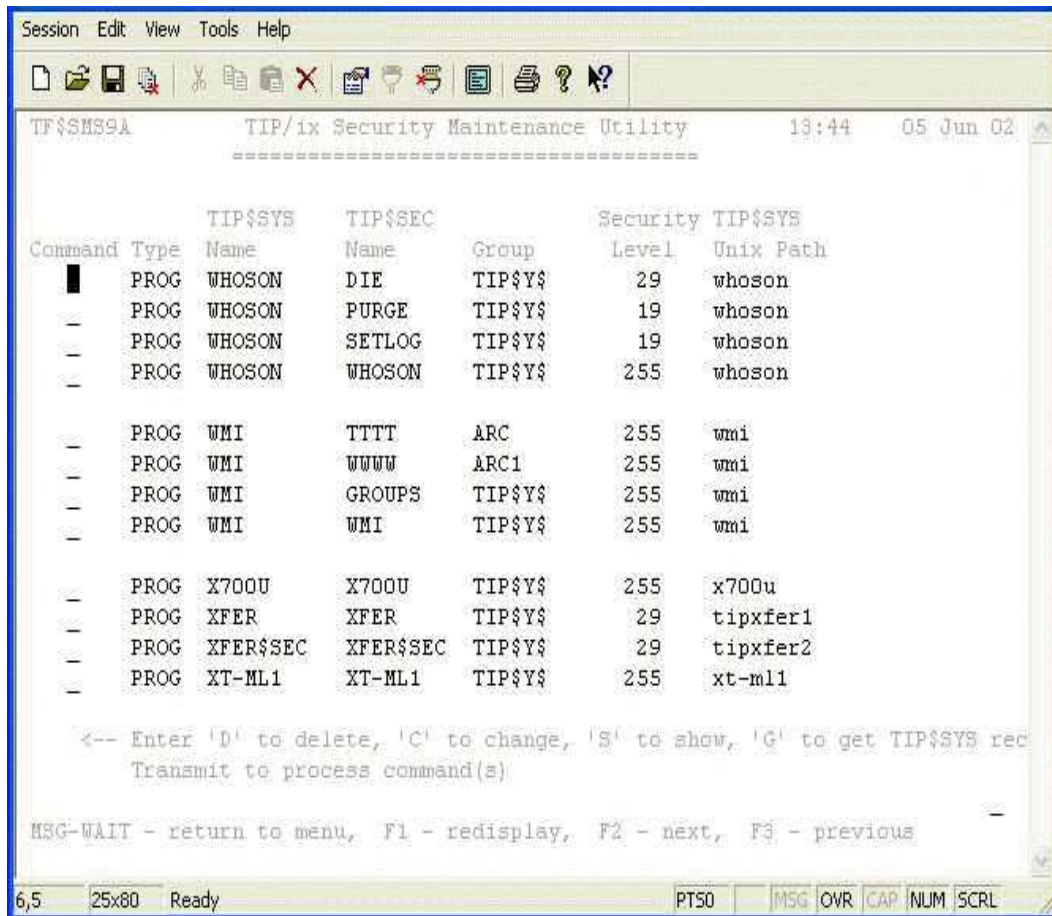 Session Edit View Tools Help
TF$SMS9A TIP/ix Security Maintenance Utility 13:44 05 Jun 02
=====================================
TIP$SYS TIP$SEC Security TIP$SYS
Command Type Name Name Group Level Unix Path
PROG WHOSON DIE TIP$Y$ 29 whoson
_ PROG WHOSON PURGE TIP$Y$ 19 whoson
_ PROG WHOSON SETLOG TIP$Y$ 19 whoson
_ PROG WHOSON WHOSON TIP$Y$ 255 whoson
_ PROG WMI TTTT ARC 255 wmi
_ PROG WMI WWWW ARC1 255 wmi
_ PROG WMI GROUPS TIP$Y$ 255 wmi
_ PROG WMI WMI TIP$Y$ 255 wmi
_ PROG X700U X700U TIP$Y$ 255 x700u
_ PROG XFER XFER TIP$Y$ 29 tipxfer1
_ PROG XFER$SEC XFER$SEC TIP$Y$ 29 tipxfer2
_ PROG XT-ML1 XT-ML1 TIP$Y$ 255 xt-ml1
<-- Enter 'D' to delete, 'C' to change, 'S' to show, 'G' to get TIP$SYS rec
Transmit to process command(s)
_
MSG-WAIT - return to menu, F1 - redisplay, F2 - next, F3 - previous
6,5 25x80 Ready PT50 MSG OVR CAP NUM SCRL